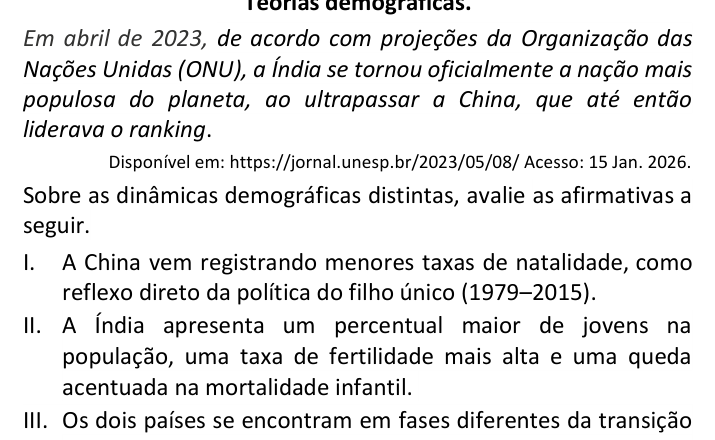 Teorias demográficas.
Em abril de 2023, de acordo com projeções da Organização das
Nações Unidas (ONU), a Índia se tornou oficialmente a nação mais
populosa do planeta, ao ultrapassar a China, que até então
liderava o ranking.
Disponível em: https://jornal.unesp.br/2023/05/08/ Acesso: 15 Jan. 2026.
Sobre as dinâmicas demográficas distintas, avalie as afirmativas a
seguir.
I. A China vem registrando menores taxas de natalidade, como
reflexo direto da política do filho único (1979–2015).
II. A Índia apresenta um percentual maior de jovens na
população, uma taxa de fertilidade mais alta e uma queda
acentuada na mortalidade infantil.
III. Os dois países se encontram em fases diferentes da transição